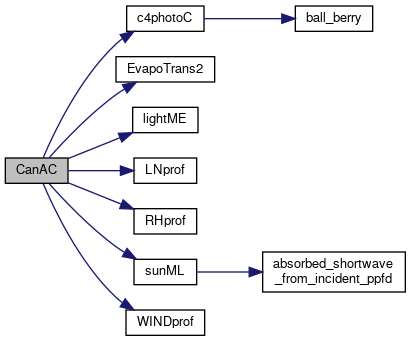 c4photoC
ball_berry
EvapoTrans2
lightME
CanAC
LNprof
RHprof
sunML
absorbed_shortwave
_from_incident_ppfd
WINDprof